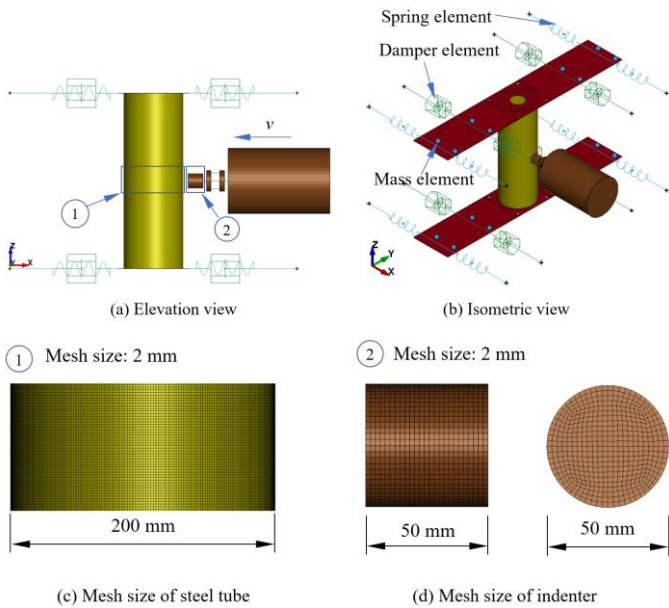 Spring element
Damper element
v
Mass element
1
2
Z
Y X
Z
Y
X
(a) Elevation view
(b) Isometric view
1 Mesh size: 2 mm
2 Mesh size: 2 mm
200 mm
50 mm
50 mm
(c) Mesh size of steel tube
(d) Mesh size of indenter